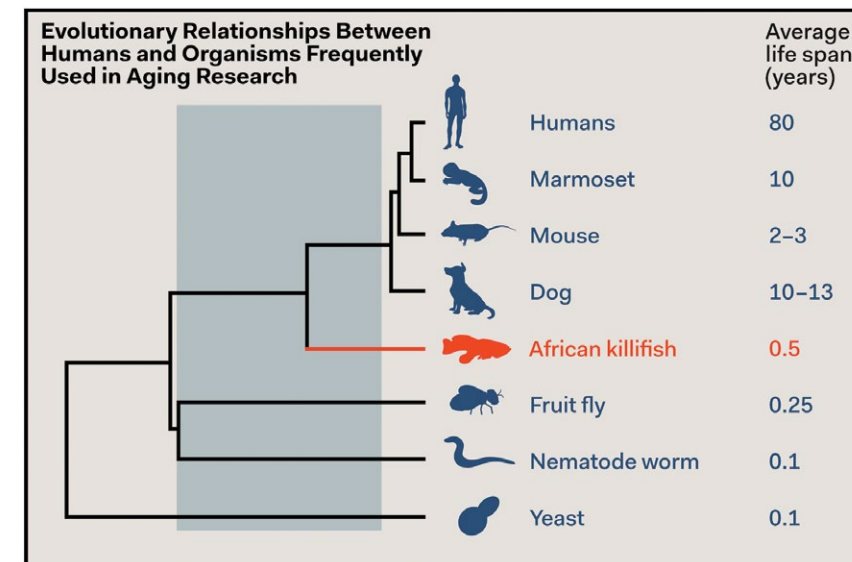 Evolutionary Relationships Between
Humans and Organisms Frequently
Used in Aging Research
Average
life span
(years)
Humans 80
Marmoset 10
Mouse 2–3
Dog 10–13
African killifish 0.5
Fruit fly 0.25
Nematode worm 0.1
Yeast 0.1